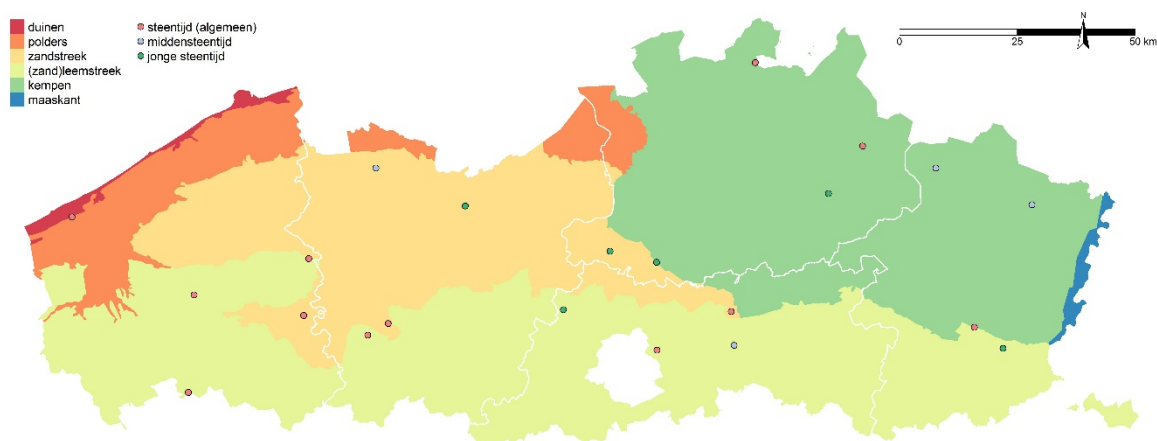 duinen
polders
zandstreek
(zand)leemstreek
kempen
maaskant
steentijd (algemeen)
middensteentijd
jonge steentijd
N
0 25 50 km